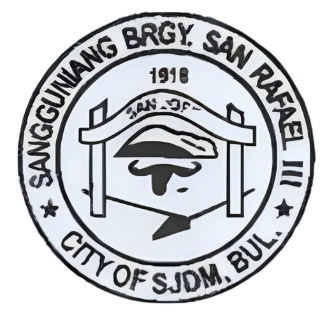 SANGGUNIANG BRGY. SAN RAFAEL III
1918
CITY OF SJDM, BUL.